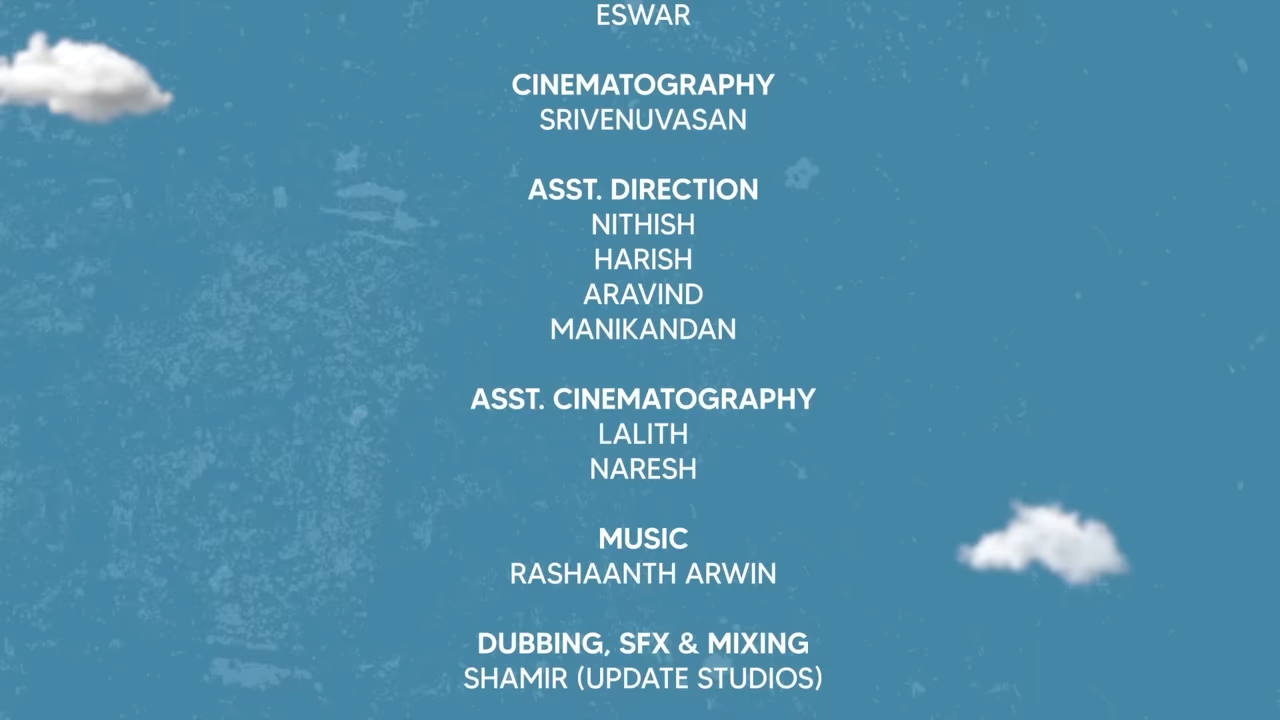 ESWAR
CINEMATOGRAPHY
SRIVENUVASAN
ASST. DIRECTION
NITHISH
HARISH
ARAVIND
MANIKANDAN
ASST. CINEMATOGRAPHY
LALITH
NARESH
MUSIC
RASHAANTH ARWIN
DUBBING, SFX & MIXING
SHAMIR (UPDATE STUDIOS)